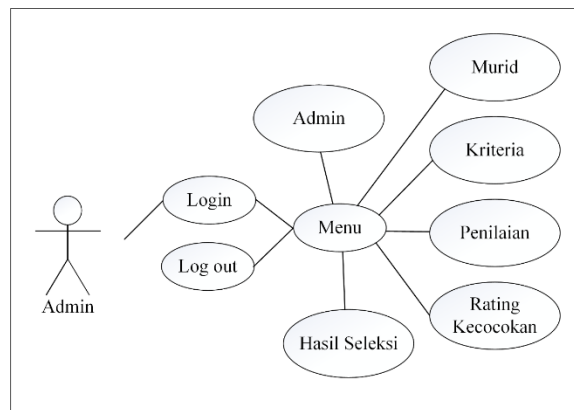 Murid
Admin
Kriteria
Login
Menu
Penilaian
Log out
Admin
Rating
Kecocokan
Hasil Seleksi